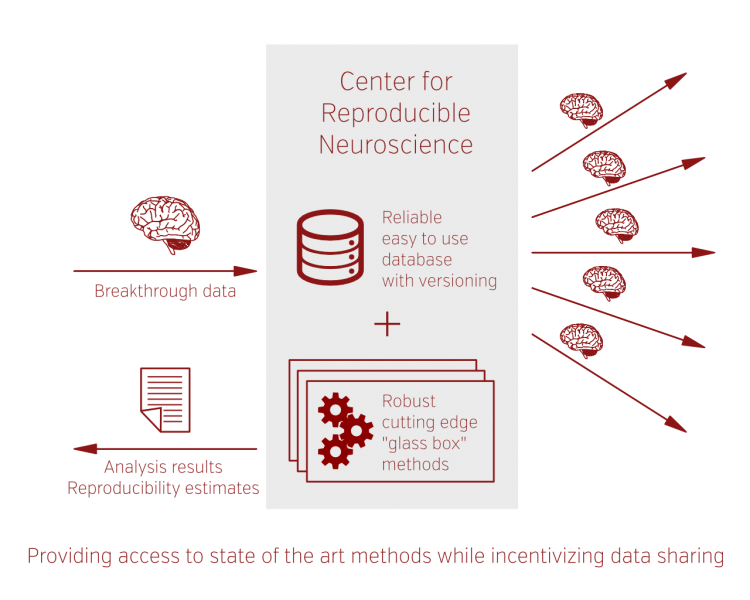 Center for
Reproducible
Neuroscience
Reliable
easy to use
database
with versioning
Breakthrough data
+
Robust
cutting edge
"glass box"
methods
Analysis results
Reproducibility estimates
Providing access to state of the art methods while incentivizing data sharing